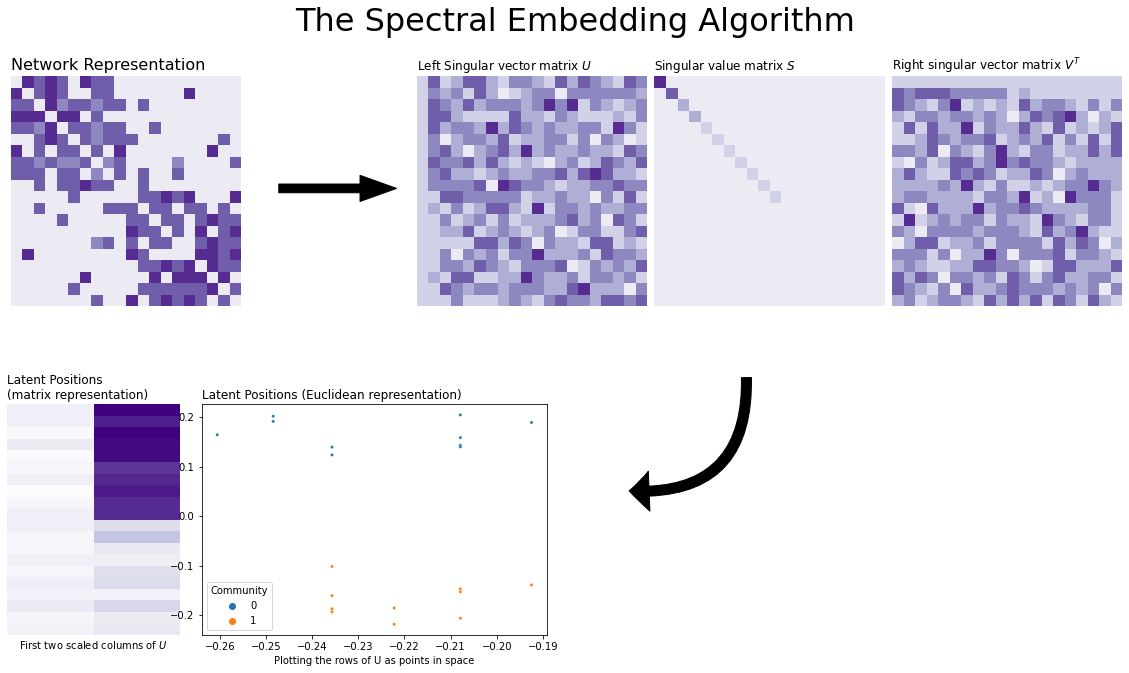 The Spectral Embedding Algorithm
Network Representation
Left Singular vector matrix U
Singular value matrix S
Right singular vector matrix V^T
Latent Positions
(matrix representation)
Latent Positions (Euclidean representation)
0.2
0.1
0.0
−0.1
−0.2
Community
0
1
−0.26 −0.25 −0.24 −0.23 −0.22 −0.21 −0.20 −0.19
First two scaled columns of U
Plotting the rows of U as points in space